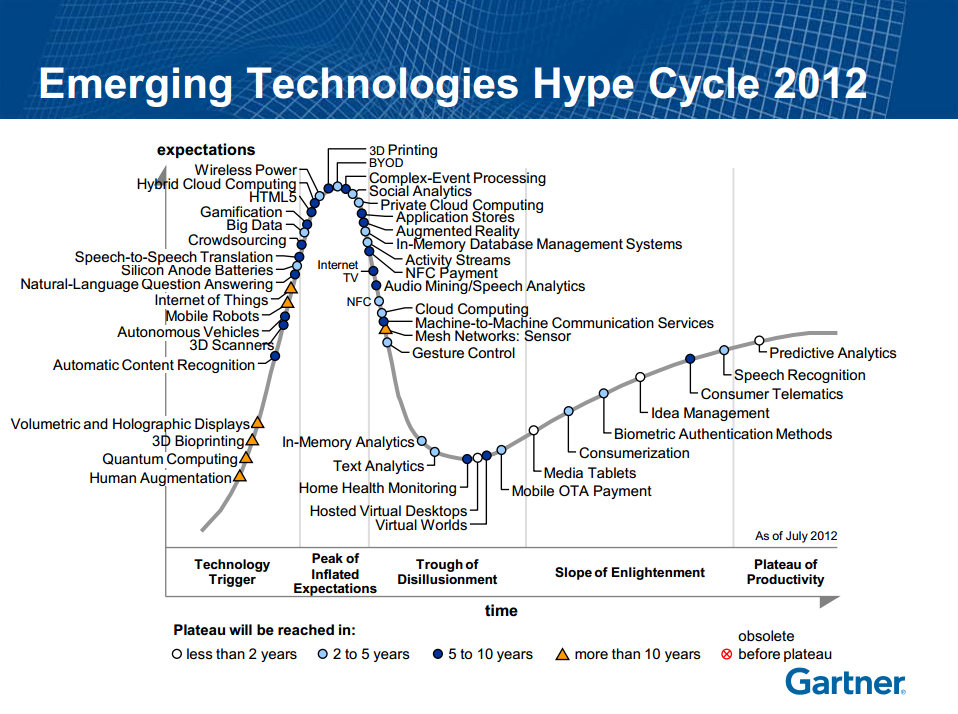 Emerging Technologies Hype Cycle 2012
expectations
3D Printing
BYOD
Complex-Event Processing
Social Analytics
Private Cloud Computing
Application Stores
Augmented Reality
In-Memory Database Management Systems
Activity Streams
NFC Payment
Audio Mining/Speech Analytics
Cloud Computing
Machine-to-Machine Communication Services
Mesh Networks: Sensor
Gesture Control
Wireless Power
Hybrid Cloud Computing
HTML5
Gamification
Big Data
Crowdsourcing
Speech-to-Speech Translation
Silicon Anode Batteries
Natural-Language Question Answering
Internet of Things
Mobile Robots
Autonomous Vehicles
3D Scanners
Automatic Content Recognition
Volumetric and Holographic Displays
3D Bioprinting
Quantum Computing
Human Augmentation
Internet
TV
NFC
In-Memory Analytics
Text Analytics
Home Health Monitoring
Hosted Virtual Desktops
Virtual Worlds
Predictive Analytics
Speech Recognition
Consumer Telematics
Idea Management
Biometric Authentication Methods
Consumerization
Media Tablets
Mobile OTA Payment
As of July 2012
Technology
Trigger
Peak of
Inflated
Expectations
Trough of
Disillusionment
Slope of Enlightenment
Plateau of
Productivity
time
Plateau will be reached in:
less than 2 years
2 to 5 years
5 to 10 years
more than 10 years
obsolete
before plateau
Gartner®